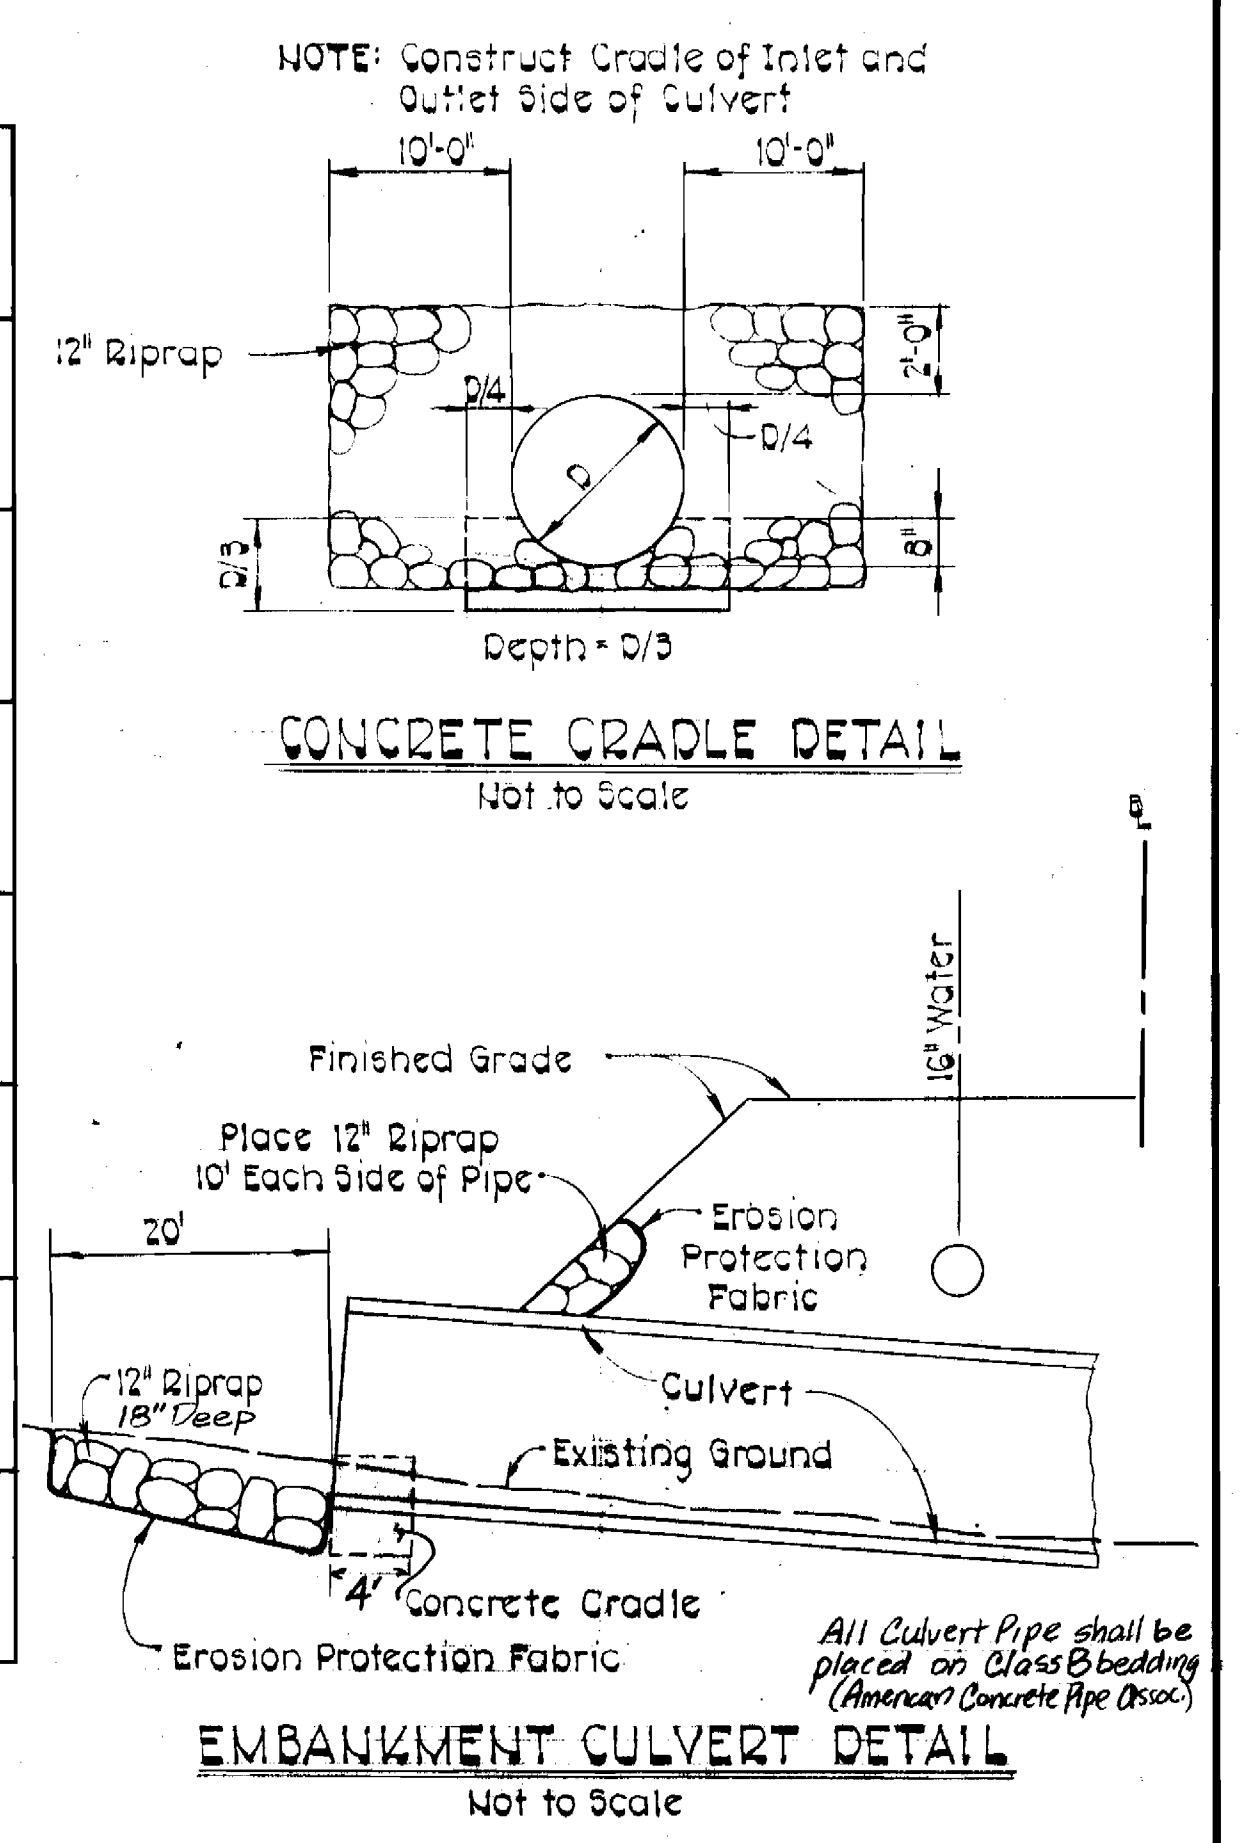 NOTE: Construct Cradle of Inlet and
Outlet Side of Culvert
10'-0"
10'-0"
12" Riprap
2'-0"
D/4
D/4
D
D/3
8"
Depth = D/3
CONCRETE CRADLE DETAIL
Not to Scale
℄
16" Water
Finished Grade
Place 12" Riprap
10' Each Side of Pipe
20'
Erosion
Protection
Fabric
12" Riprap
18" Deep
Culvert
Existing Ground
4'
Concrete Cradle
Erosion Protection Fabric
All Culvert Pipe shall be
placed on Class B bedding
(American Concrete Pipe Assoc.)
EMBANKMENT CULVERT DETAIL
Not to Scale